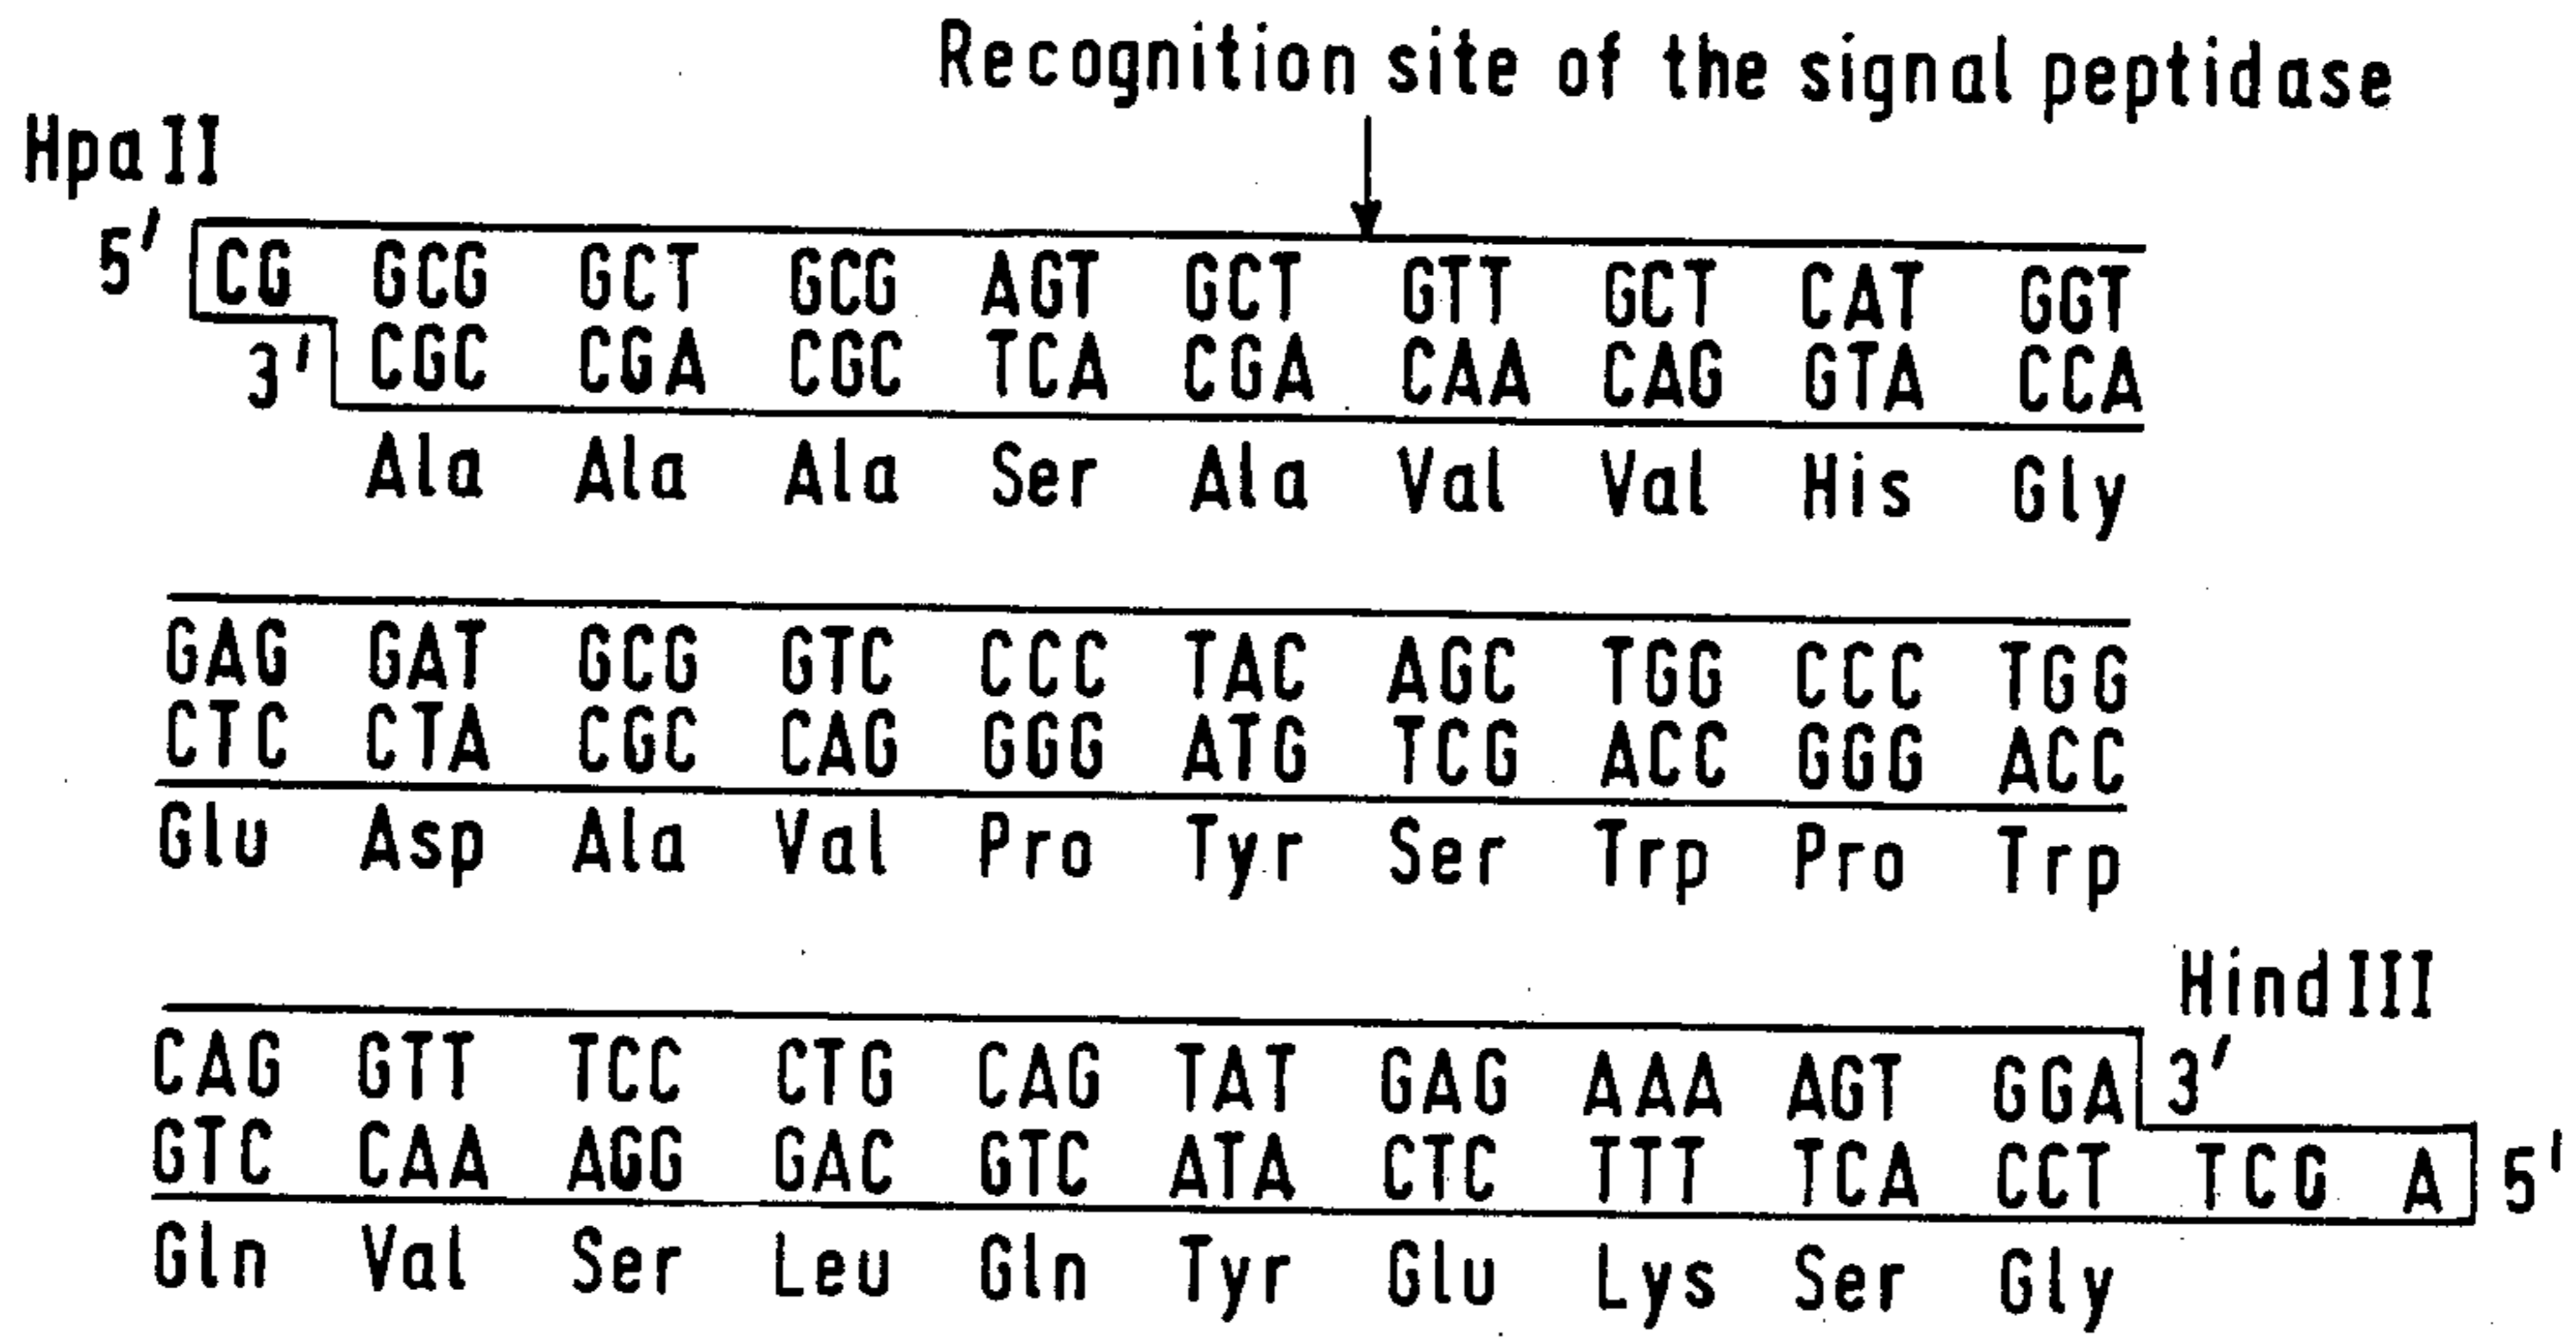 Recognition site of the signal peptidase
Hpa II
5' CG GCG GCT GCG AGT GCT GTT GCT CAT GGT
3' CGC CGA CGC TCA CGA CAA CAG GTA CCA
Ala Ala Ala Ser Ala Val Val His Gly
GAG GAT GCG GTC CCC TAC AGC TGG CCC TGG
CTC CTA CGC CAG GGG ATG TCG ACC GGG ACC
Glu Asp Ala Val Pro Tyr Ser Trp Pro Trp
Hind III
CAG GTT TCC CTG CAG TAT GAG AAA AGT GGA 3'
GTC CAA AGG GAC GTC ATA CTC TTT TCA CCT TCG A 5'
Gln Val Ser Leu Gln Tyr Glu Lys Ser Gly